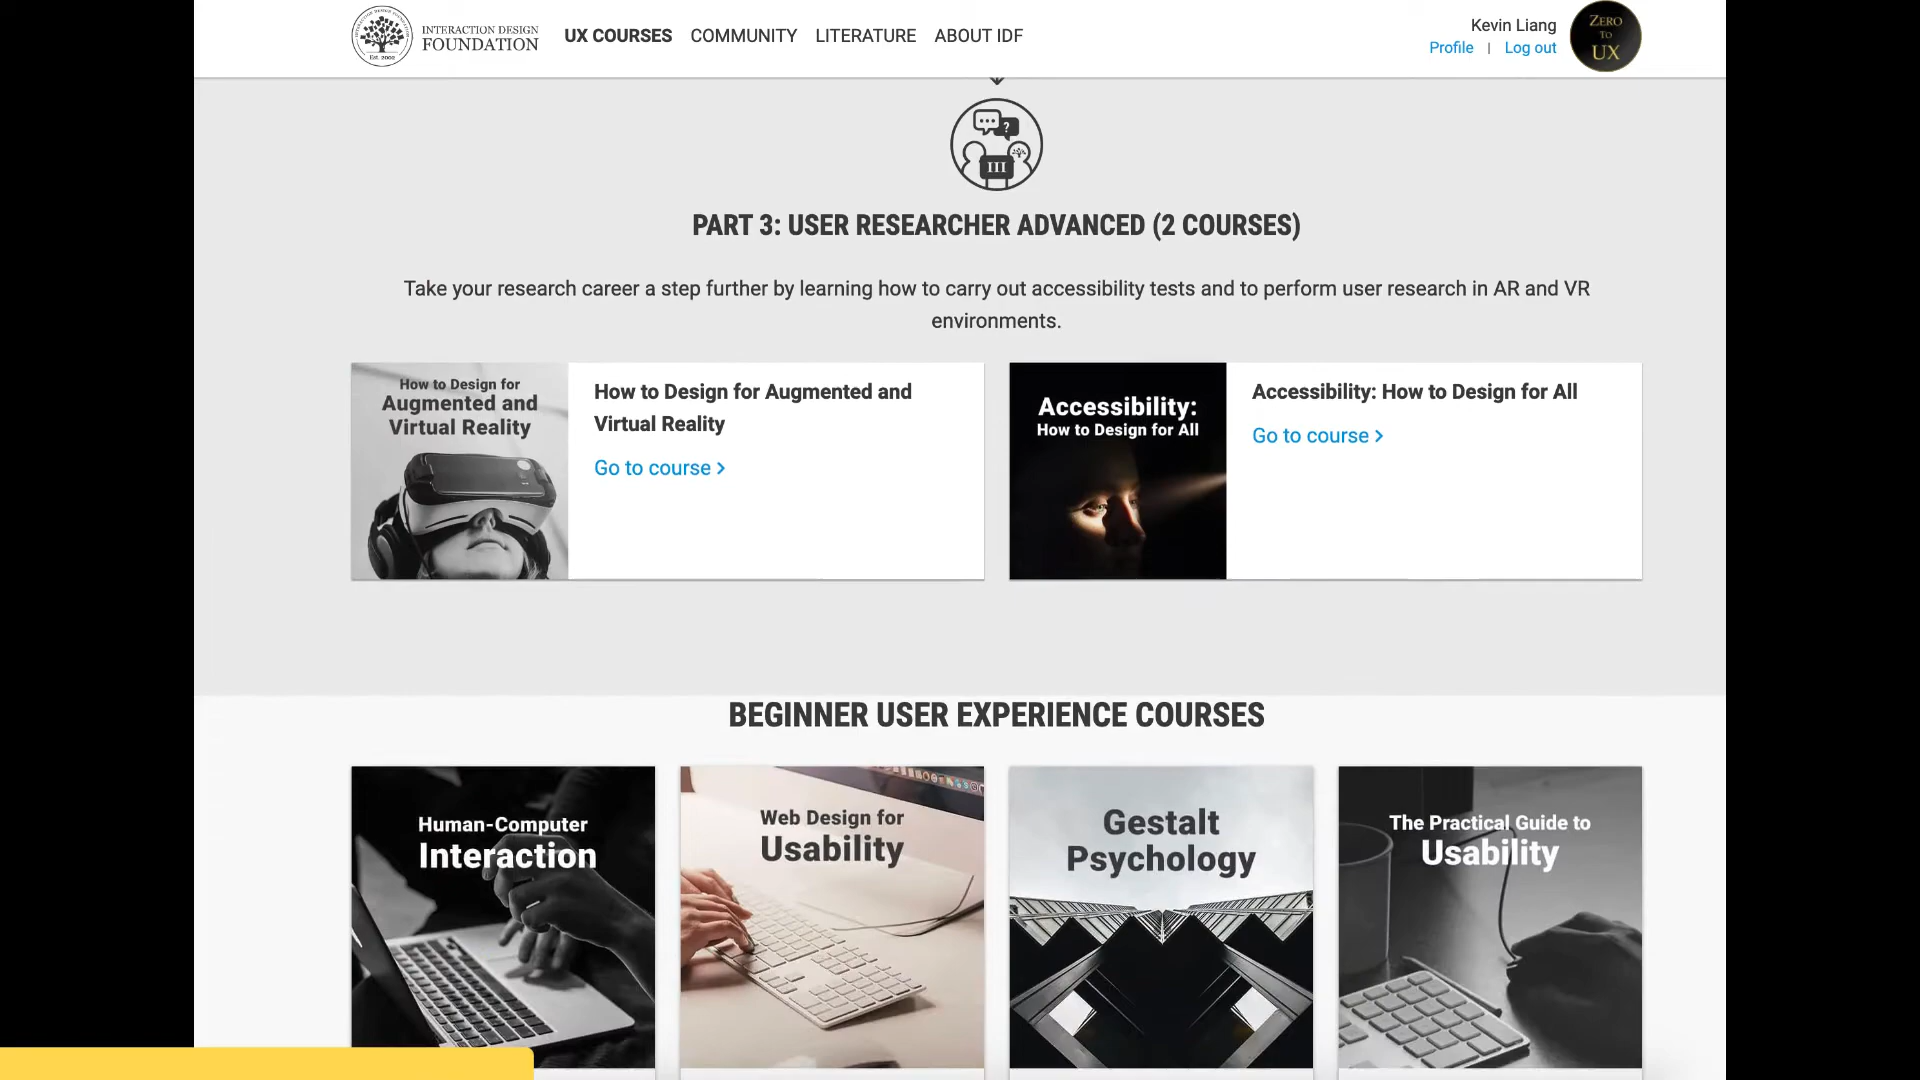 INTERACTION DESIGN
FOUNDATION
Est. 2002
UX COURSES
COMMUNITY
LITERATURE
ABOUT IDF
Kevin Liang
Profile | Log out
ZERO
TO
UX
?
III
PART 3: USER RESEARCHER ADVANCED (2 COURSES)
Take your research career a step further by learning how to carry out accessibility tests and to perform user research in AR and VR
environments.
How to Design for
Augmented and
Virtual Reality
How to Design for Augmented and
Virtual Reality
Go to course >
Accessibility:
How to Design for All
Accessibility: How to Design for All
Go to course >
BEGINNER USER EXPERIENCE COURSES
Human-Computer
Interaction
Web Design for
Usability
Gestalt
Psychology
The Practical Guide to
Usability